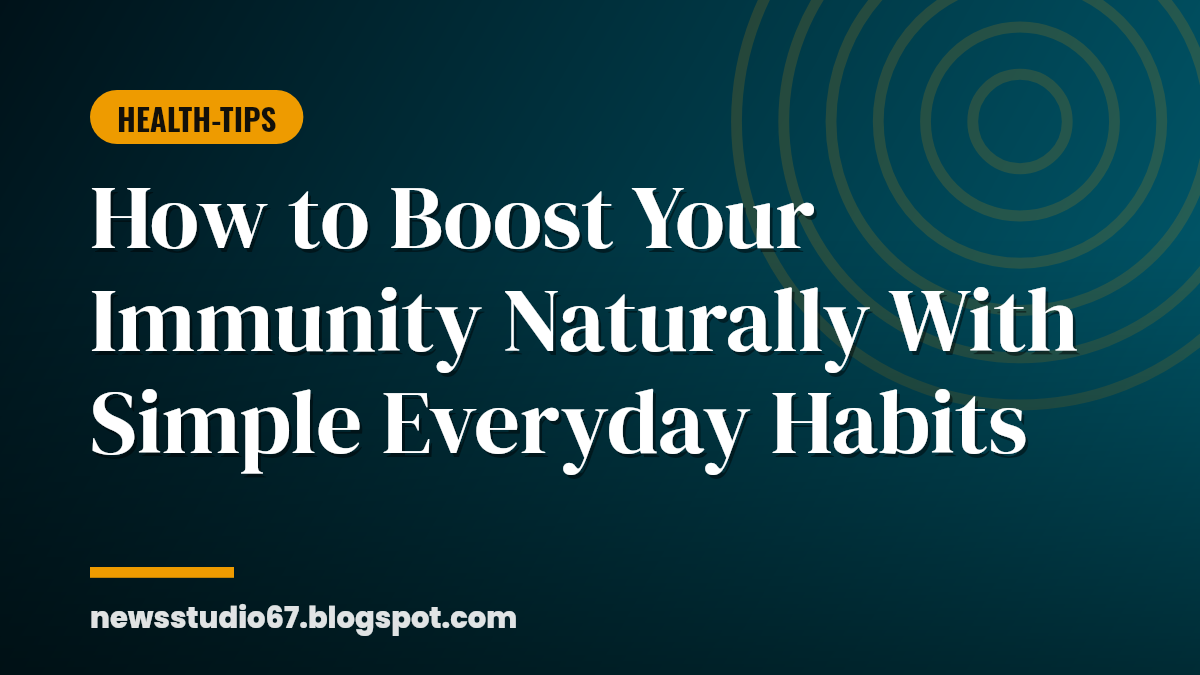 HEALTH-TIPS
How to Boost Your
Immunity Naturally With
Simple Everyday Habits
newsstudio67.blogspot.com